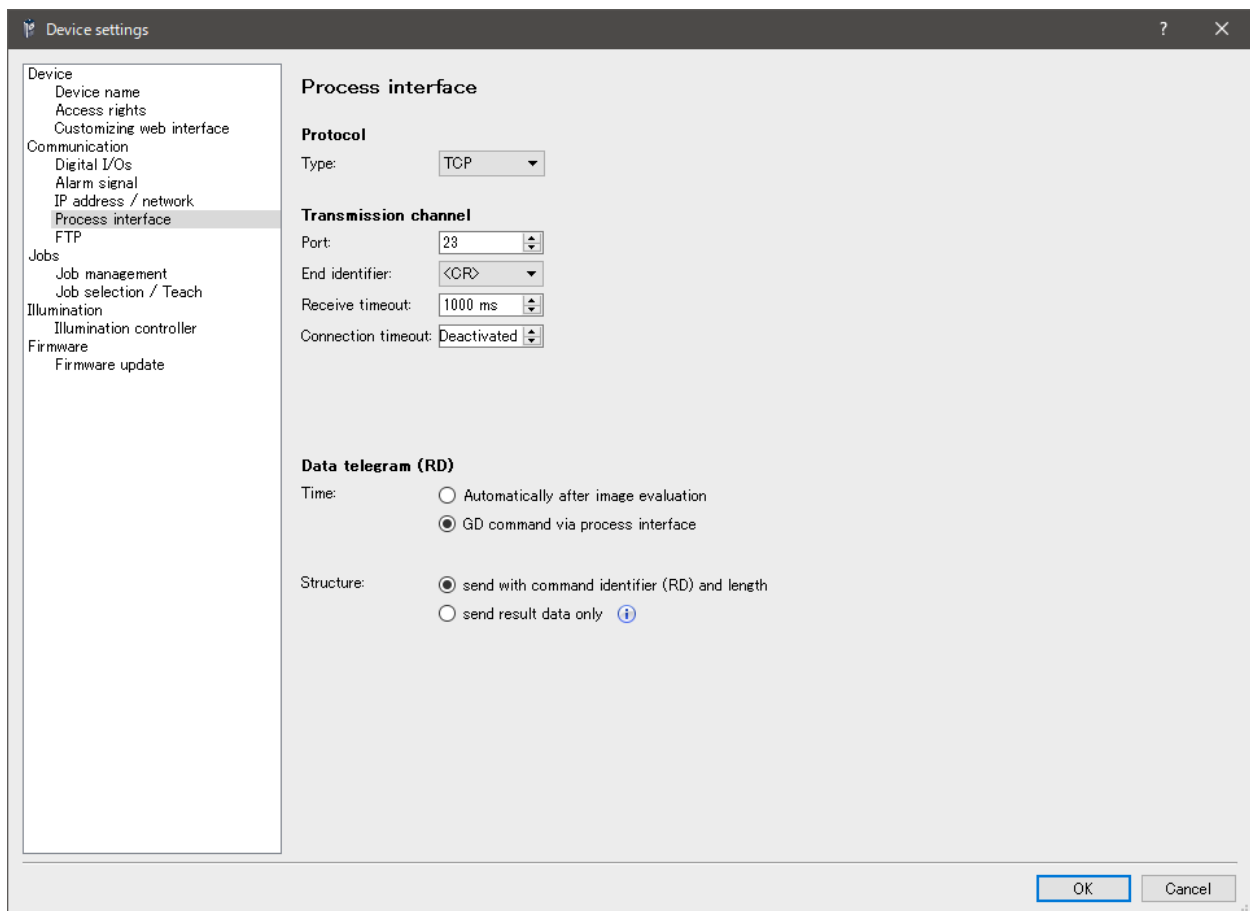 Device settings
?
Device
Device name
Access rights
Customizing web interface
Communication
Digital I/Os
Alarm signal
IP address / network
Process interface
FTP
Jobs
Job management
Job selection / Teach
Illumination
Illumination controller
Firmware
Firmware update
Process interface
Protocol
Type: TCP
Transmission channel
Port: 23
End identifier: <CR>
Receive timeout: 1000 ms
Connection timeout: Deactivated
Data telegram (RD)
Time: Automatically after image evaluation
GD command via process interface
Structure: send with command identifier (RD) and length
send result data only
OK Cancel